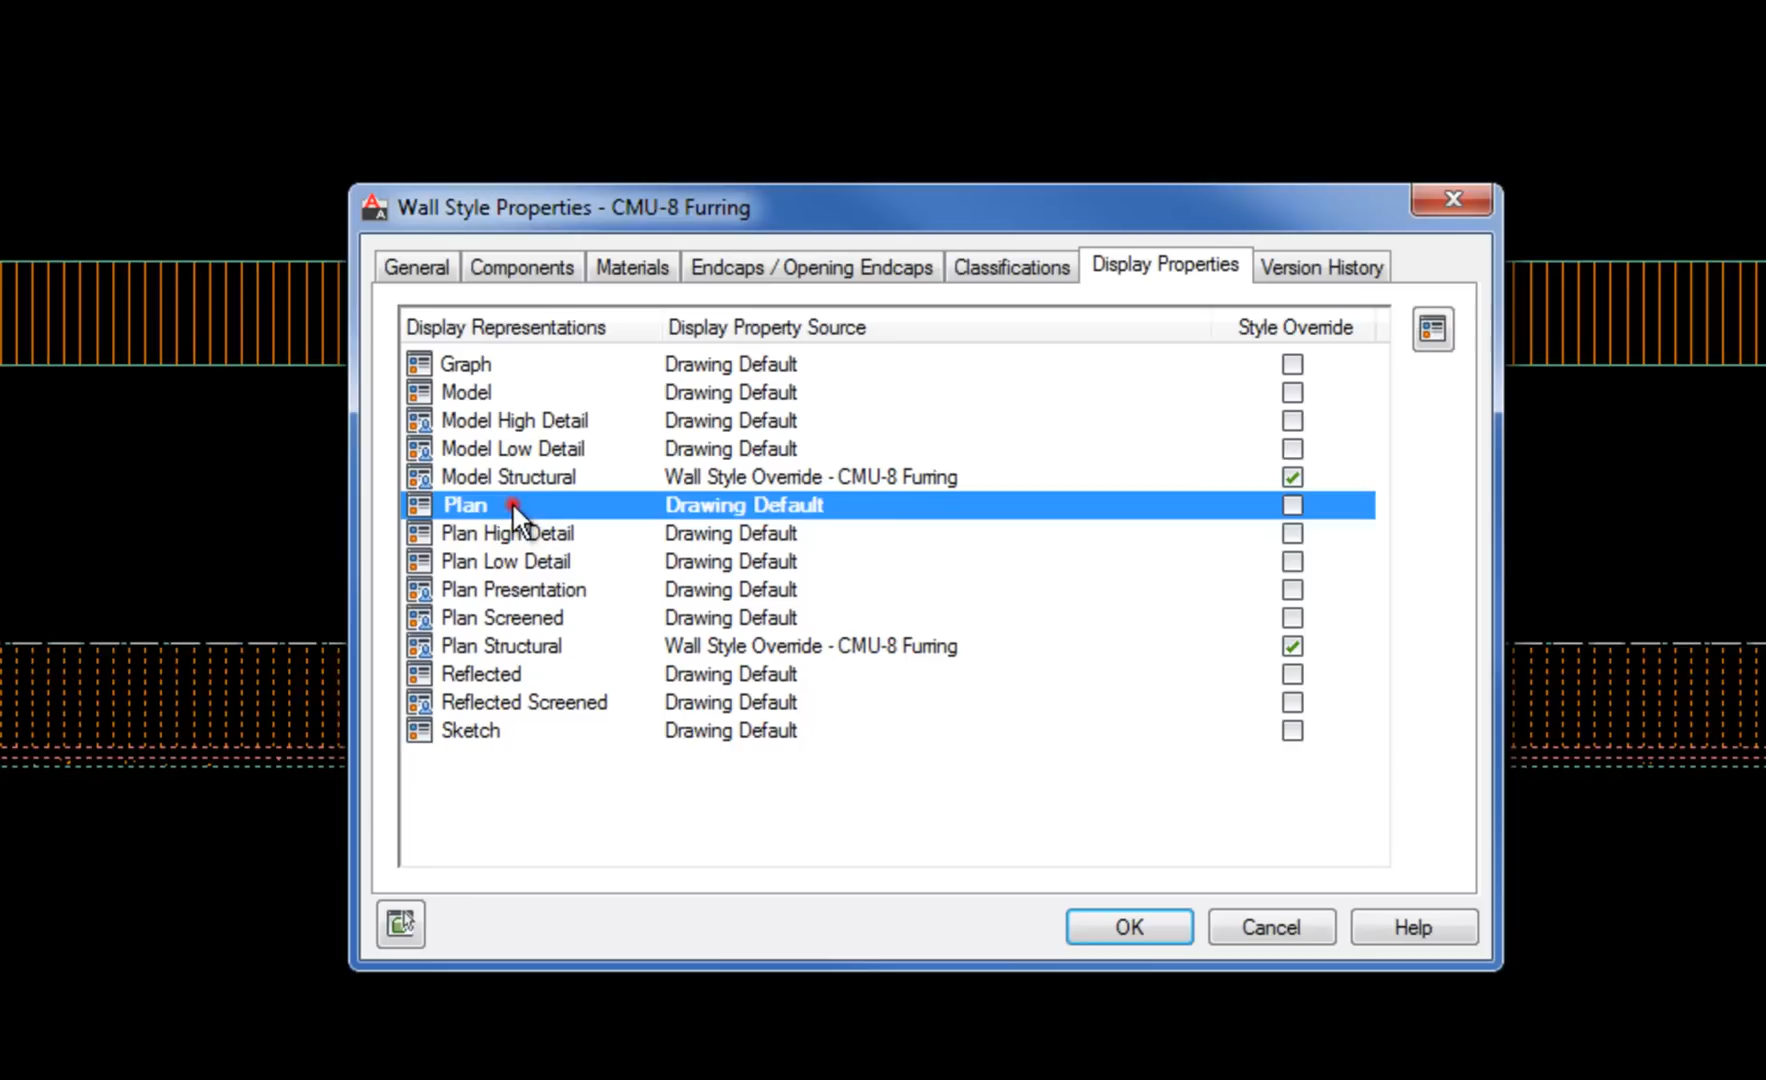 Wall Style Properties - CMU-8 Furring
General Components Materials Endcaps / Opening Endcaps Classifications Display Properties Version History
Display Representations Display Property Source Style Override
Graph Drawing Default
Model Drawing Default
Model High Detail Drawing Default
Model Low Detail Drawing Default
Model Structural Wall Style Override - CMU-8 Furring
Plan Drawing Default
Plan High Detail Drawing Default
Plan Low Detail Drawing Default
Plan Presentation Drawing Default
Plan Screened Drawing Default
Plan Structural Wall Style Override - CMU-8 Furring
Reflected Drawing Default
Reflected Screened Drawing Default
Sketch Drawing Default
OK Cancel Help